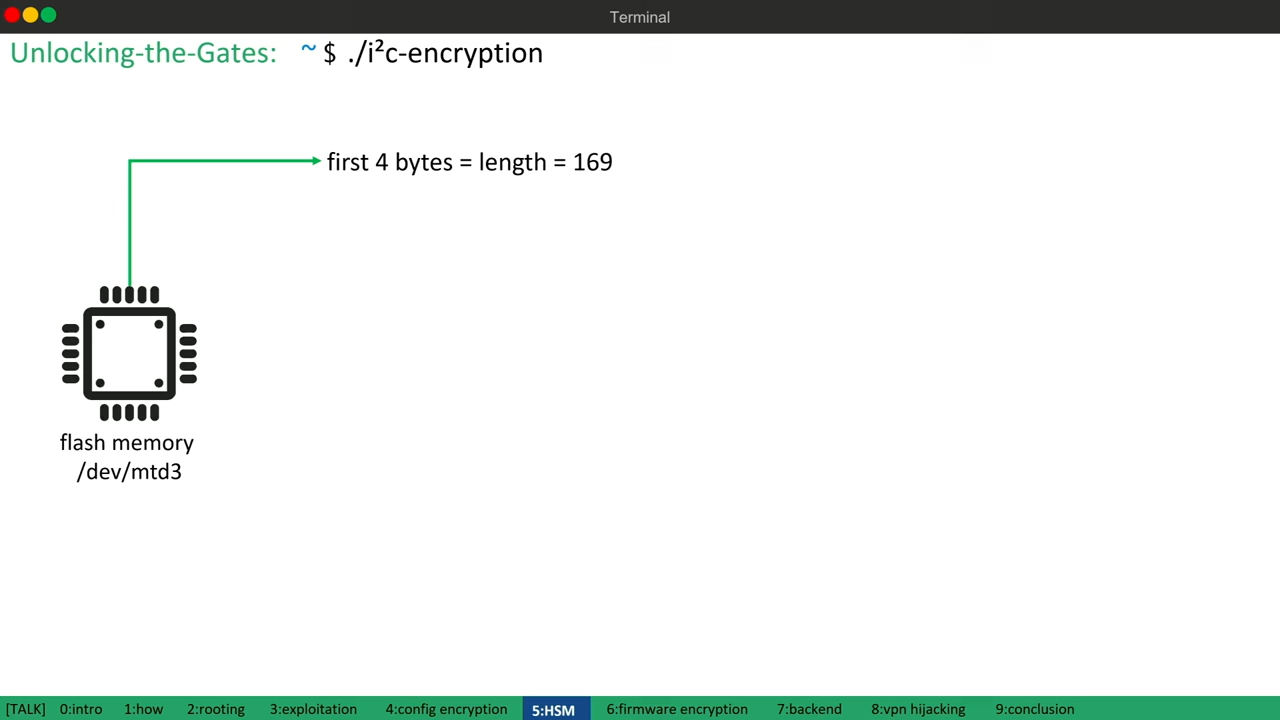 Terminal
Unlocking-the-Gates: ~ $ ./i²c-encryption
first 4 bytes = length = 169
flash memory
/dev/mtd3
[TALK] 0:intro 1:how 2:rooting 3:exploitation 4:config encryption 5:HSM 6:firmware encryption 7:backend 8:vpn hijacking 9:conclusion